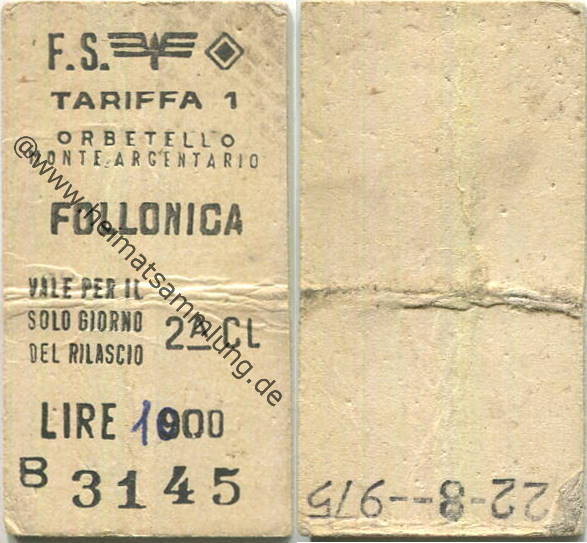 F.S.
TARIFFA 1
ORBETELLO
MONTE ARGENTARIO
FOLLONICA
VALE PER IL
SOLO GIORNO
DEL RILASCIO
2A CL
LIRE 1000
B 3145
@www.heimatsammlung.de
22-8--975